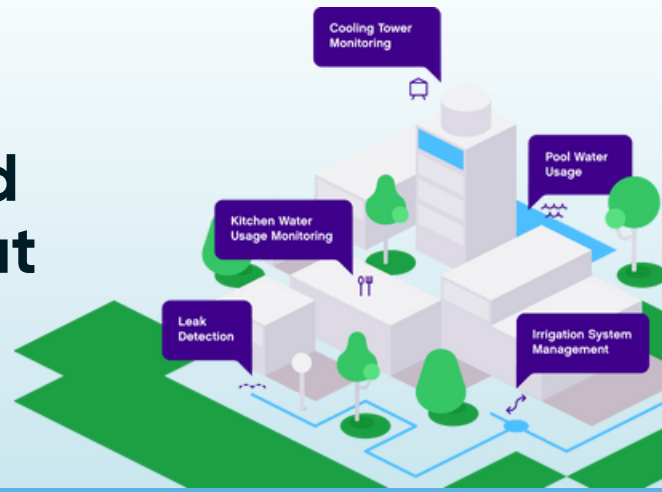 Cooling Tower
Monitoring
Pool Water
Usage
Kitchen Water
Usage Monitoring
Leak
Detection
Irrigation System
Management